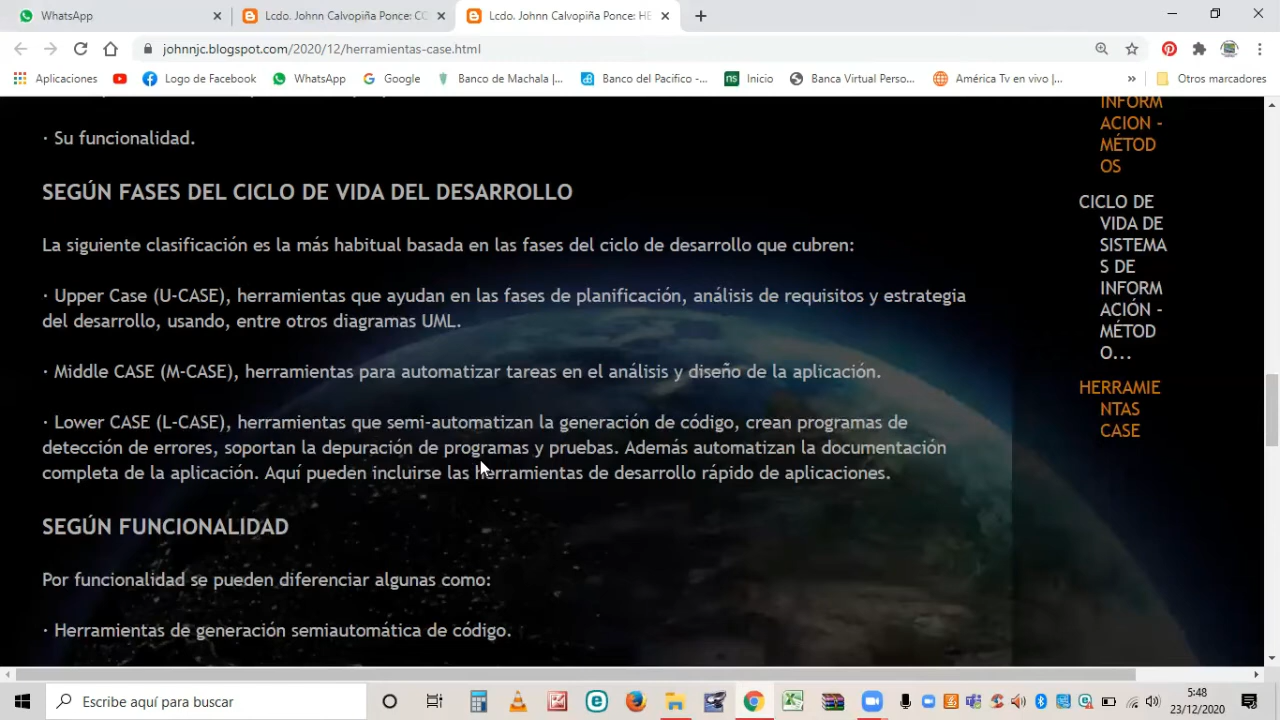 WhatsApp
Lcdo. Johnn Calvopiña Ponce: CC
Lcdo. Johnn Calvopiña Ponce: HE
johnnjc.blogspot.com/2020/12/herramientas-case.html
Aplicaciones
Logo de Facebook
WhatsApp
Google
Banco de Machala |...
Banco del Pacifico -...
ns Inicio
Banca Virtual Perso...
América Tv en vivo |...
»
Otros marcadores
· Su funcionalidad.
SEGÚN FASES DEL CICLO DE VIDA DEL DESARROLLO
La siguiente clasificación es la más habitual basada en las fases del ciclo de desarrollo que cubren:
· Upper Case (U-CASE), herramientas que ayudan en las fases de planificación, análisis de requisitos y estrategia
del desarrollo, usando, entre otros diagramas UML.
· Middle CASE (M-CASE), herramientas para automatizar tareas en el análisis y diseño de la aplicación.
· Lower CASE (L-CASE), herramientas que semi-automatizan la generación de código, crean programas de
detección de errores, soportan la depuración de programas y pruebas. Además automatizan la documentación
completa de la aplicación. Aquí pueden incluirse las herramientas de desarrollo rápido de aplicaciones.
SEGÚN FUNCIONALIDAD
Por funcionalidad se pueden diferenciar algunas como:
· Herramientas de generación semiautomática de código.
INFORM
ACION -
MÉTOD
OS
CICLO DE
VIDA DE
SISTEMA
S DE
INFORM
ACIÓN -
MÉTOD
O...
HERRAMIE
NTAS
CASE
Escribe aquí para buscar
5:48
23/12/2020